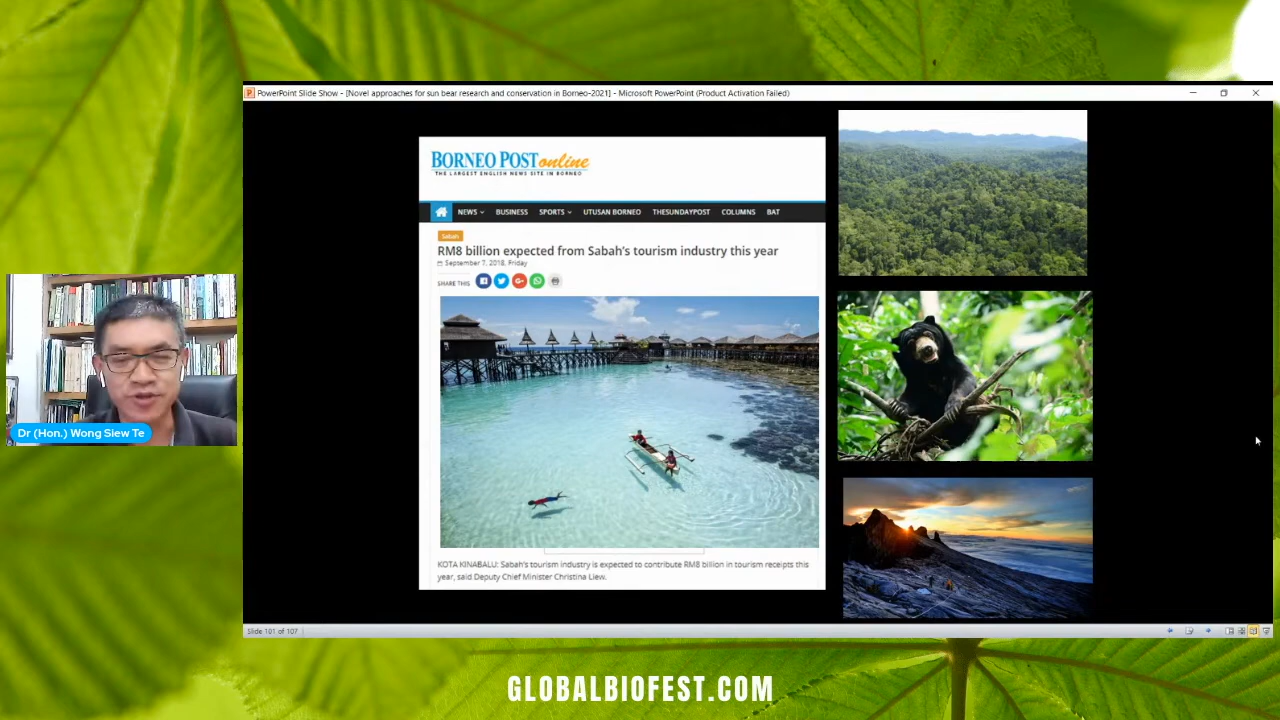 PowerPoint Slide Show - [Novel approaches for sun bear research and conservation in Borneo-2021] - Microsoft PowerPoint (Product Activation Failed)
BORNEO POST online
THE LARGEST ENGLISH NEWS SITE IN BORNEO
NEWS BUSINESS SPORTS UTUSAN BORNEO THESUNDAYPOST COLUMNS BAT
Sabah
RM8 billion expected from Sabah's tourism industry this year
September 7, 2018, Friday
SHARE THIS
KOTA KINABALU: Sabah's tourism industry is expected to contribute RM8 billion in tourism receipts this
year, said Deputy Chief Minister Christina Liew.
Dr (Hon.) Wong Siew Te
Slide 101 of 107
GLOBALBIOFEST.COM